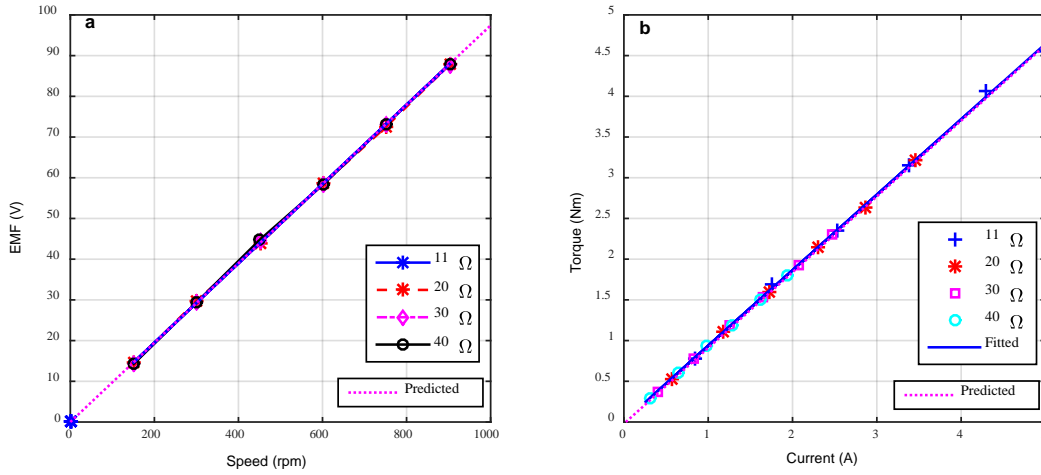 a
100
90
80
70
60
50
40
30
20
10
0
EMF (V)
0 200 400 600 800 1000
Speed (rpm)
11 Ω
20 Ω
30 Ω
40 Ω
Predicted
b
5
4.5
4
3.5
3
2.5
2
1.5
1
0.5
0
Torque (Nm)
0 1 2 3 4
Current (A)
11 Ω
20 Ω
30 Ω
40 Ω
Fitted
Predicted